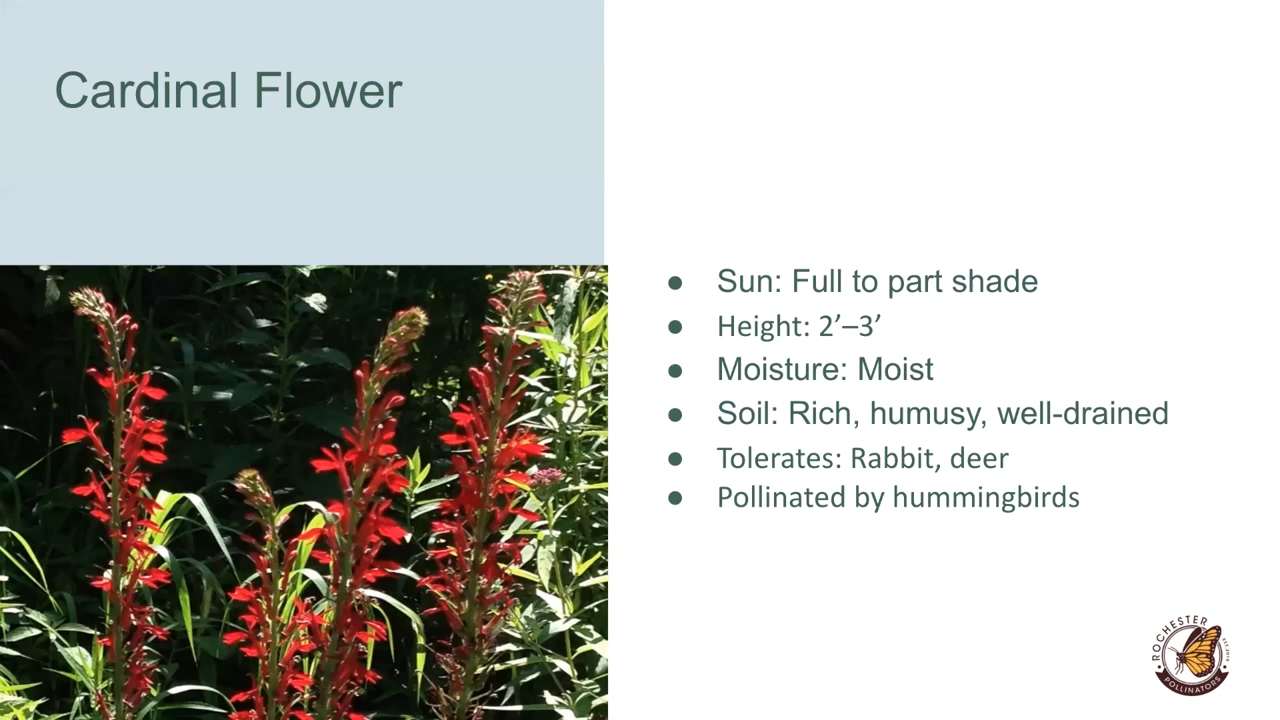 Cardinal Flower
● Sun: Full to part shade
● Height: 2’–3’
● Moisture: Moist
● Soil: Rich, humusy, well-drained
● Tolerates: Rabbit, deer
● Pollinated by hummingbirds
ROCHESTER
POLLINATORS